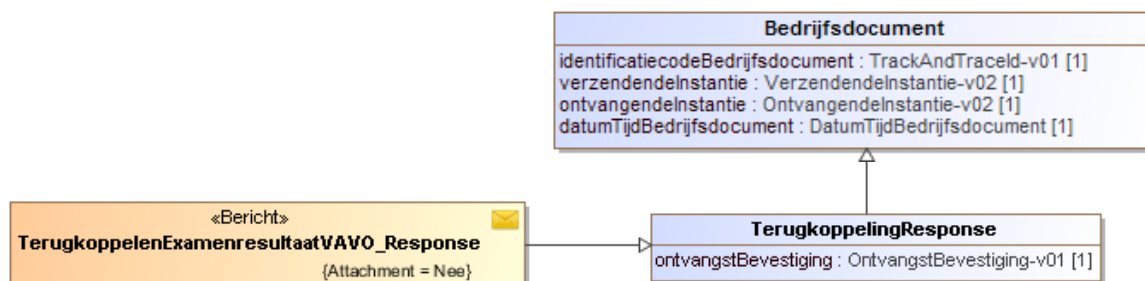 Bedrijfsdocument
identificatiecodeBedrijfsdocument : TrackAndTraceId-v01 [1]
verzendendeInstantie : VerzendendeInstantie-v02 [1]
ontvangendeInstantie : OntvangendeInstantie-v02 [1]
datumTijdBedrijfsdocument : DatumTijdBedrijfsdocument [1]
«Bericht»
TerugkoppelenExamenresultaatVAVO_Response
{Attachment = Nee}
TerugkoppelingResponse
ontvangstBevestiging : OntvangstBevestiging-v01 [1]